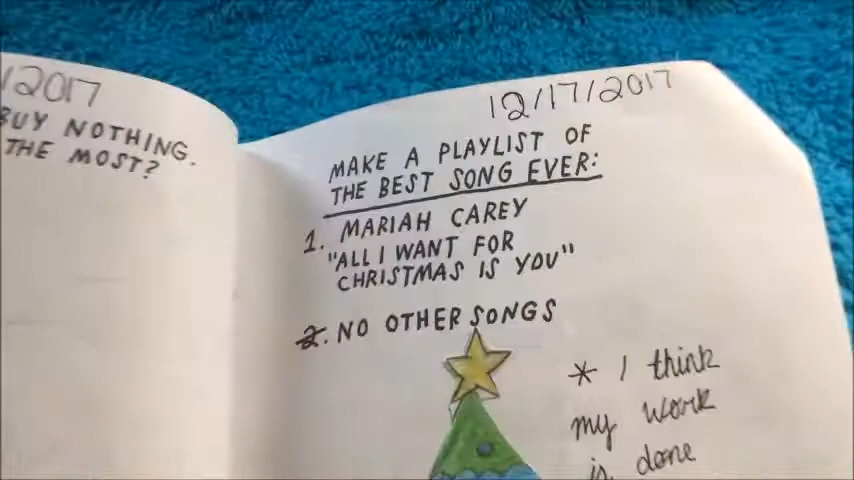 12017
BUY NOTHING.
THE MOST?
12/17/2017
MAKE A PLAYLIST OF
THE BEST SONG EVER:
1. MARIAH CAREY
"ALL I WANT FOR
CHRISTMAS IS YOU"
2. NO OTHER SONGS
* I think
my work
is done